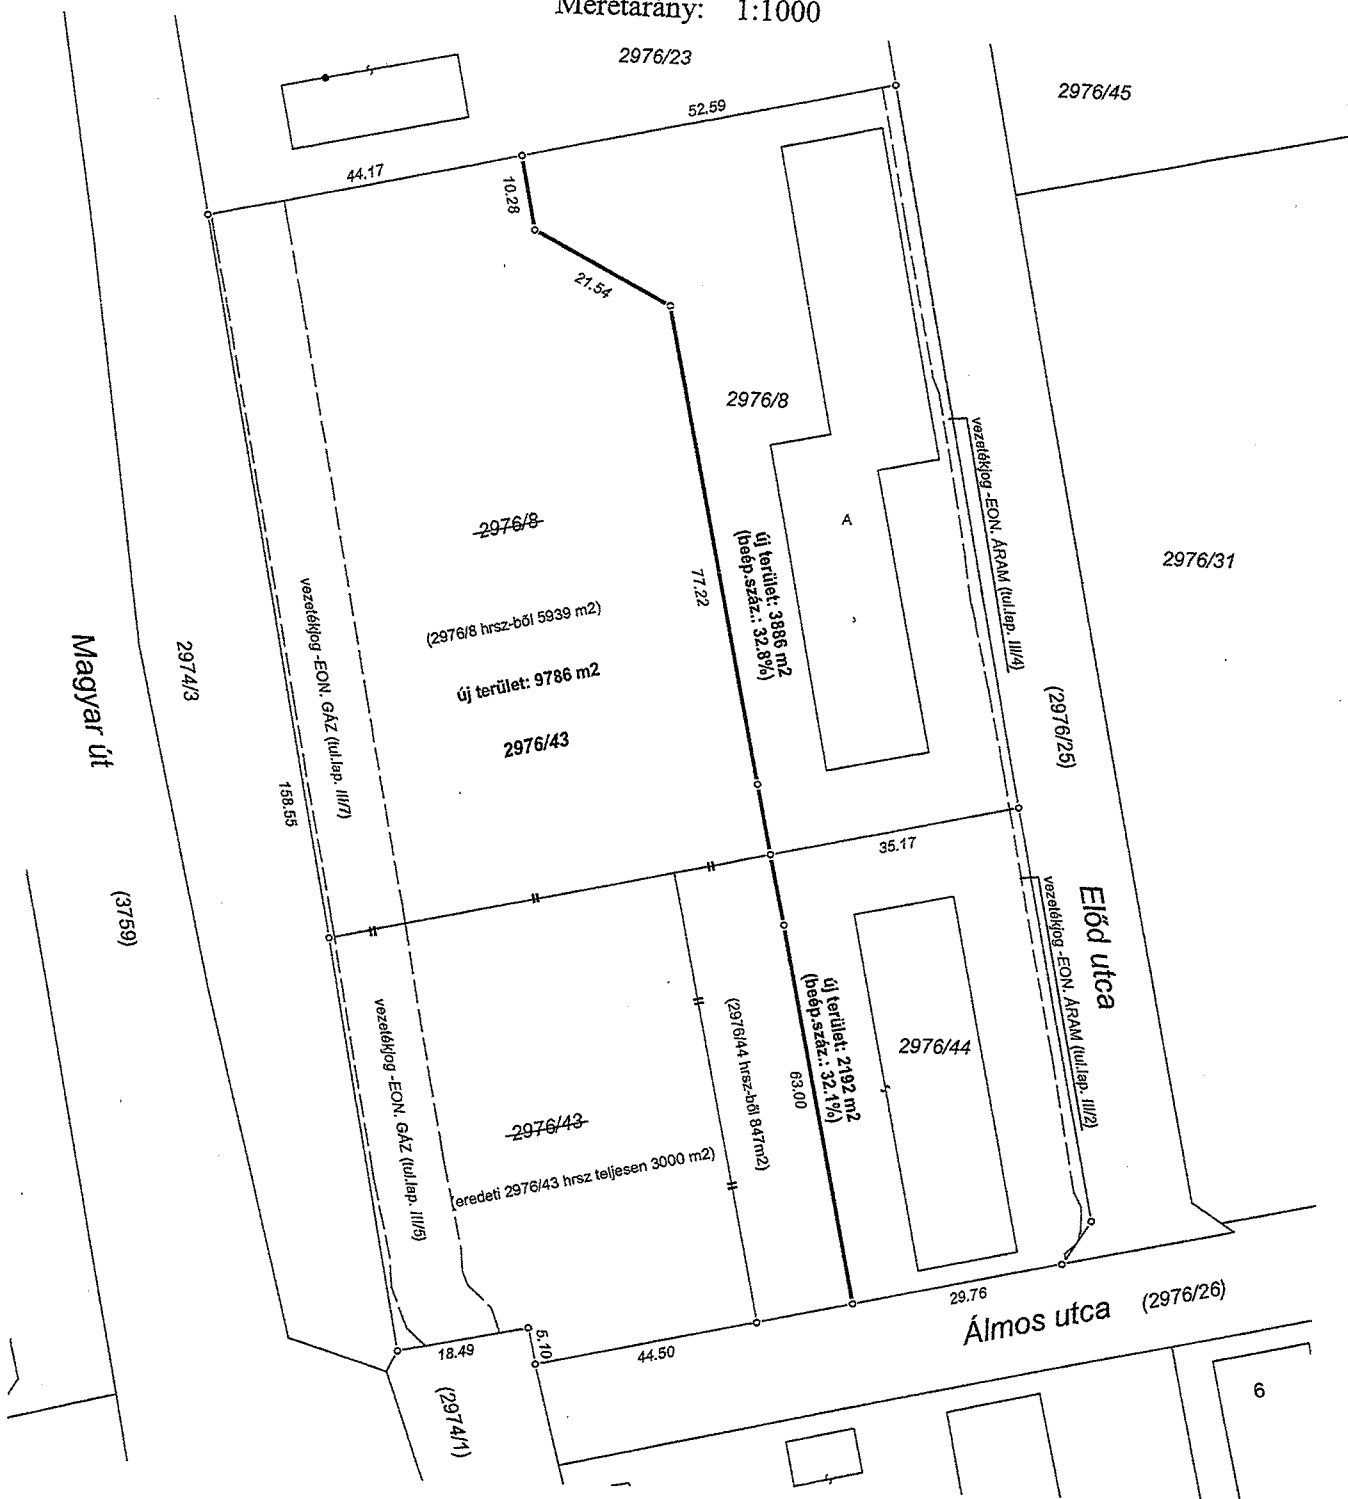 Méretarány: 1:1000
2976/23
2976/45
52.59
44.17
10.28
21.54
2976/8
2976/8
A
vezetékjog -EON. ÁRAM (tul.lap. III/4)
2976/31
új terület: 3886 m2
(beép.száz.: 32.8%)
77.22
(2976/8 hrsz-ből 5939 m2)
új terület: 9786 m2
2976/43
vezetékjog -EON. GÁZ (tul.lap. III/7)
Magyar út
2974/3
158.55
(2976/25)
35.17
(3759)
Előd utca
vezetékjog -EON. ÁRAM (tul.lap. III/2)
vezetékjog -EON. GÁZ (tul.lap. III/5)
(2976/44 hrsz-ből 847m2)
új terület: 2192 m2
(beép.száz.: 32.1%)
63.00
2976/44
2976/43
(eredeti 2976/43 hrsz teljesen 3000 m2)
29.76
Álmos utca (2976/26)
18.49
5.10
44.50
(2974/1)
6